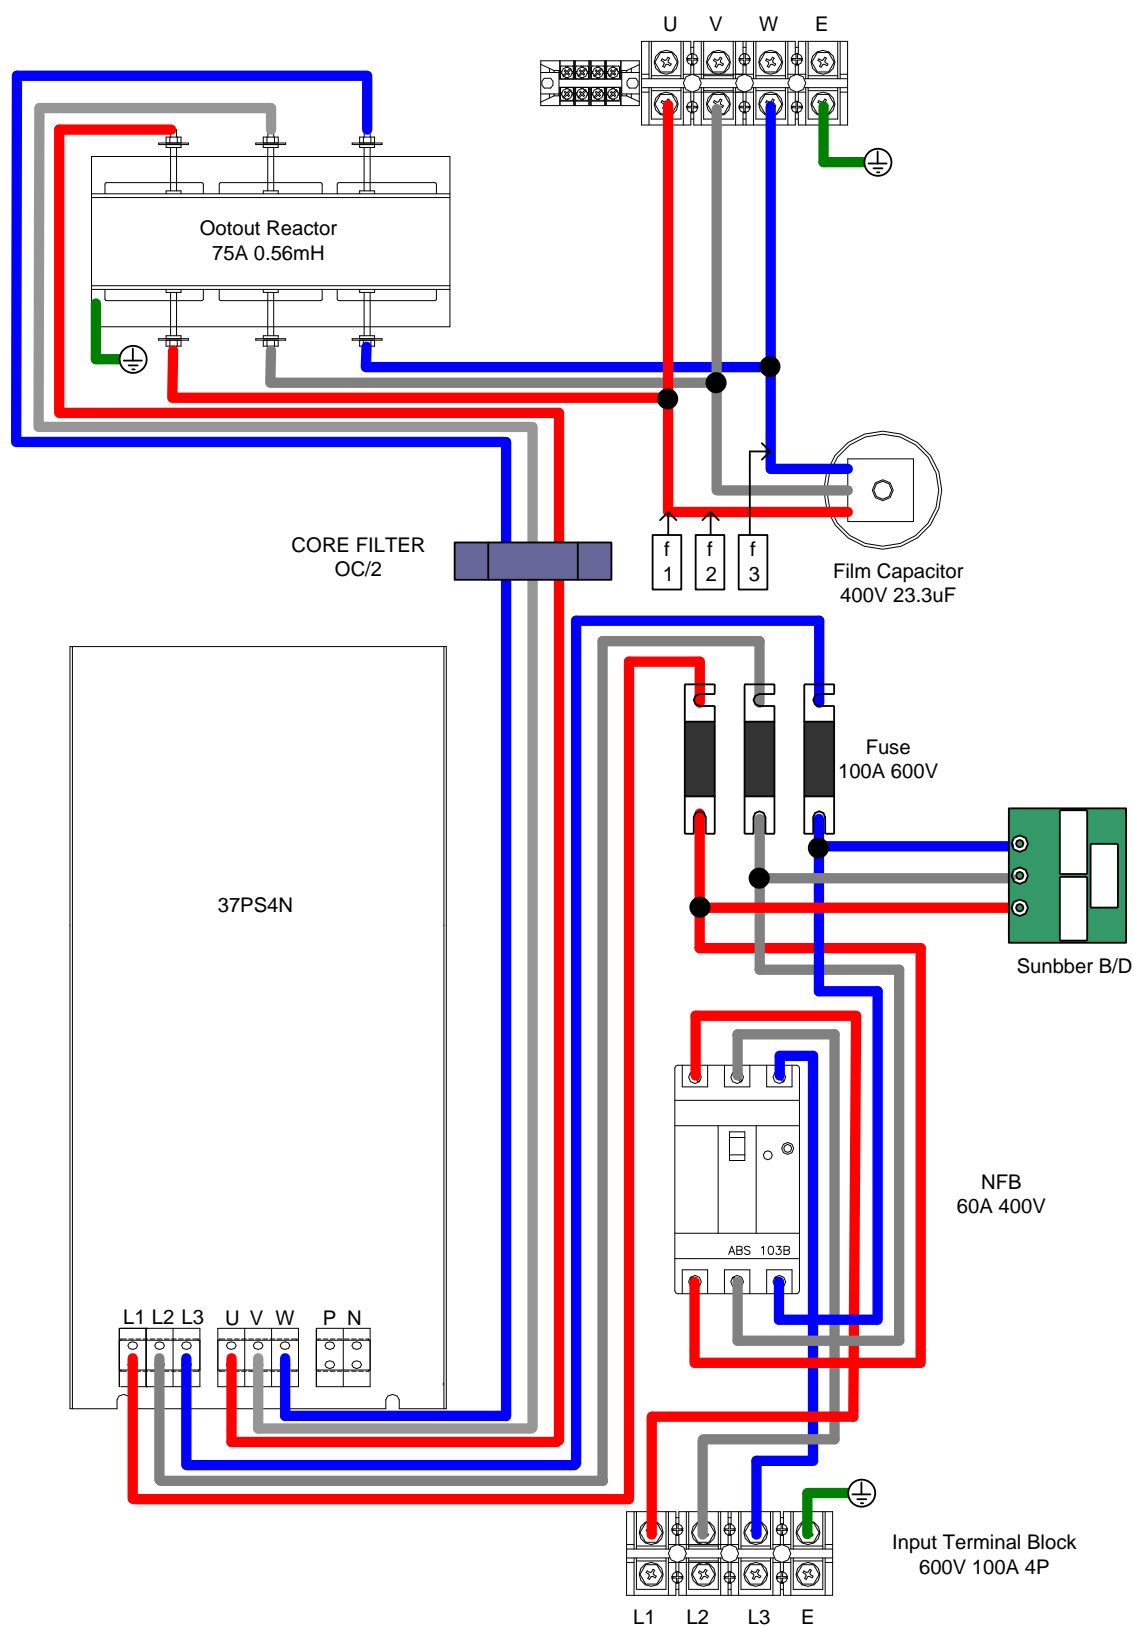 U V W E
Ootout Reactor
75A 0.56mH
CORE FILTER
OC/2
f
1
f
2
f
3
Film Capacitor
400V 23.3uF
Fuse
100A 600V
37PS4N
Sunbber B/D
NFB
60A 400V
ABS 103B
L1 L2 L3 U V W P N
Input Terminal Block
600V 100A 4P
L1 L2 L3 E